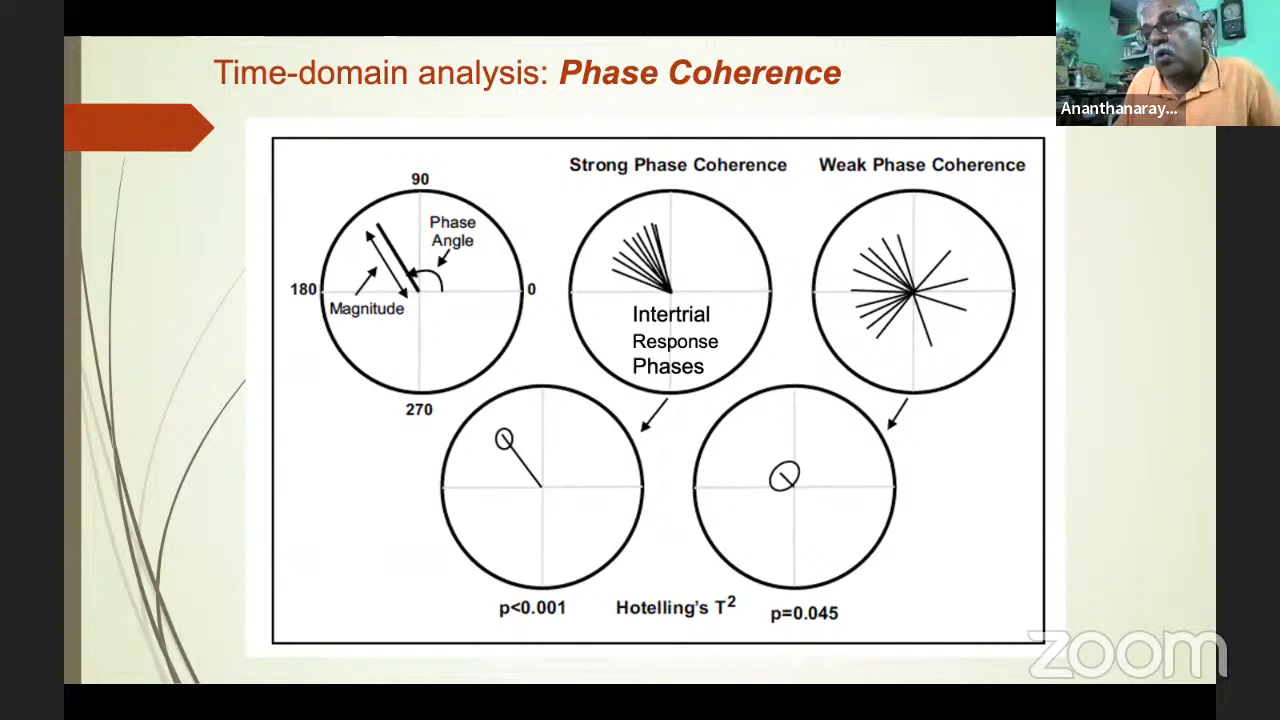 Time-domain analysis: Phase Coherence
Ananthanaray...
Strong Phase Coherence
Weak Phase Coherence
90
Phase
Angle
180
0
Magnitude
270
Intertrial
Response
Phases
p<0.001
Hotelling's T²
p=0.045
zoom